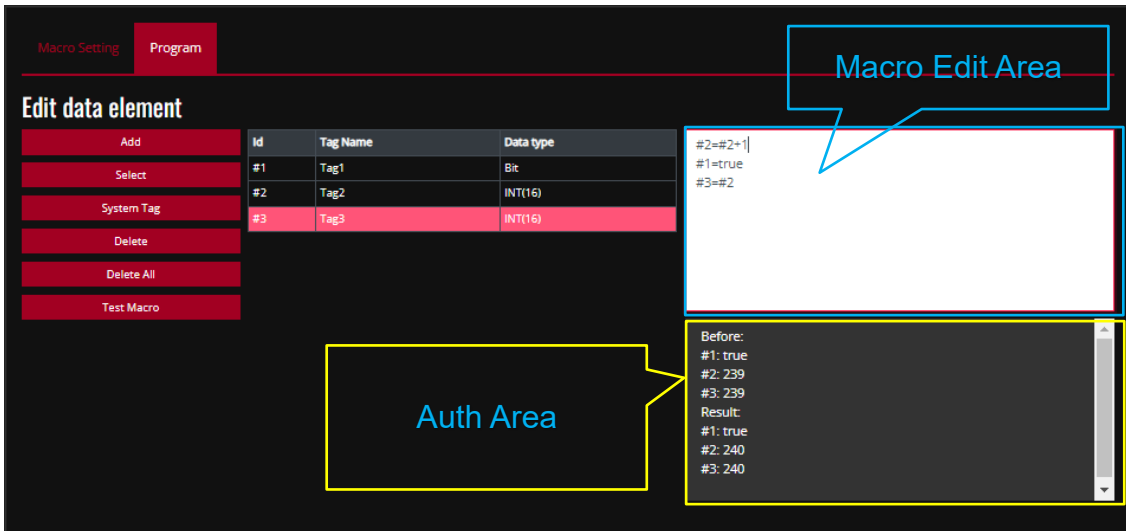 Macro Setting
Program
Macro Edit Area
Edit data element
Add
Select
System Tag
Delete
Delete All
Test Macro
Id Tag Name Data type
#1 Tag1 Bit
#2 Tag2 INT(16)
#3 Tag3 INT(16)
#2=#2+1
#1=true
#3=#2
Auth Area
Before:
#1: true
#2: 239
#3: 239
Result:
#1: true
#2: 240
#3: 240